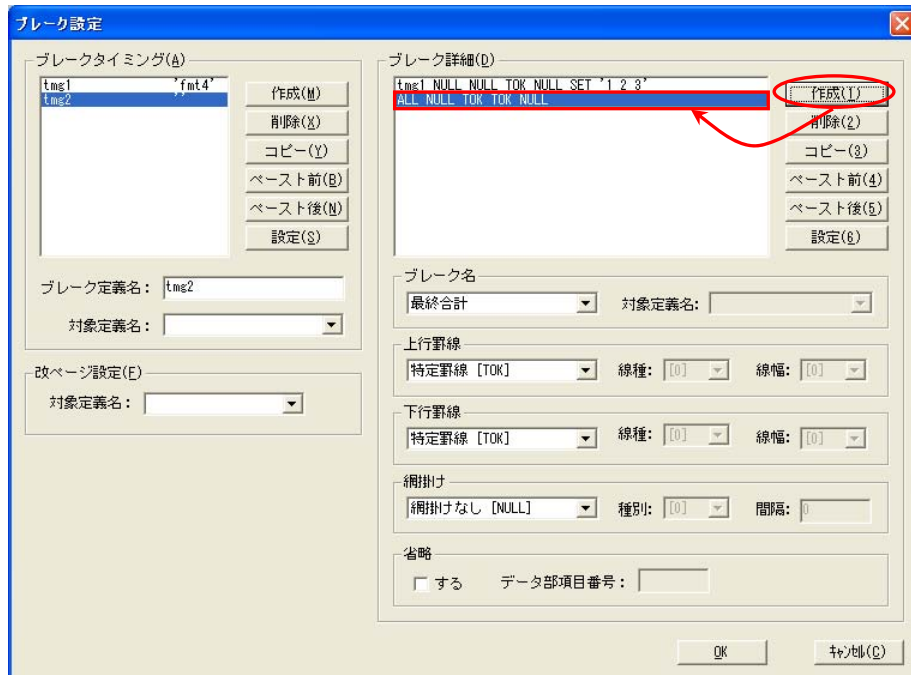 ブレーク設定
ブレークタイミング(A)
tmg1 'fmt4'
tmg2 ''
作成(M)
削除(X)
コピー(Y)
ペースト前(B)
ペースト後(N)
設定(S)
ブレーク定義名: tmg2
対象定義名:
改ページ設定(F)
対象定義名:
ブレーク詳細(D)
tmg1 NULL NULL TOK NULL SET '1 2 3'
ALL NULL TOK TOK NULL
作成(1)
削除(2)
コピー(3)
ペースト前(4)
ペースト後(5)
設定(6)
ブレーク名
最終合計 対象定義名:
上行罫線
特定罫線 [TOK] 線種: [0] 線幅: [0]
下行罫線
特定罫線 [TOK] 線種: [0] 線幅: [0]
網掛け
網掛けなし [NULL] 種別: [0] 間隔: 0
省略
する データ部項目番号:
OK キャンセル(C)